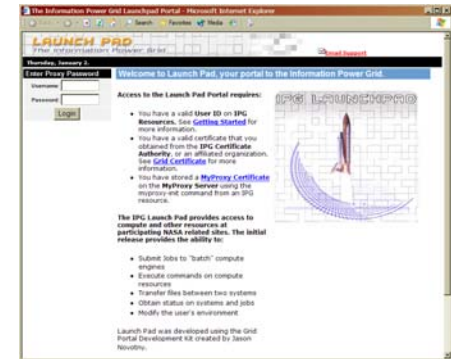 The Information Power Grid Launchpad Portal - Microsoft Internet Explorer
Search Favorites Media
LAUNCH PAD
The Information Power Grid
Email Support
Thursday, January 2.
Enter Proxy Password
Username
Password
Login
Welcome to Launch Pad, your portal to the Information Power Grid.
Access to the Launch Pad Portal requires:
• You have a valid User ID on IPG
Resources. See Getting Started for
more information.
• You have a valid certificate that you
obtained from the IPG Certificate
Authority, or an affiliated organization.
See Grid Certificate for more
information.
• You have stored a MyProxy Certificate
on the MyProxy Server using the
myproxy-init command from an IPG
resource.
IPG LAUNCHPAD
The IPG Launch Pad provides access to
compute and other resources at
participating NASA related sites. The initial
release provides the ability to:
• Submit Jobs to "batch" compute
engines
• Execute commands on compute
resources
• Transfer files between two systems
• Obtain status on systems and jobs
• Modify the user's environment
Launch Pad was developed using the Grid
Portal Development Kit created by Jason
Novotny.